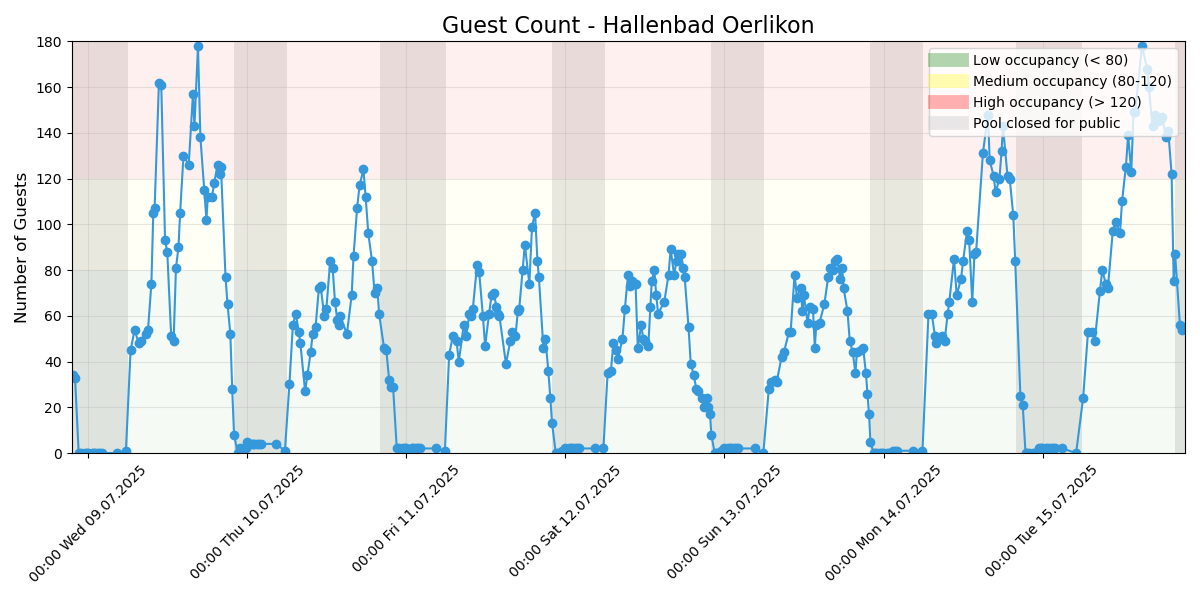 Guest Count - Hallenbad Oerlikon
Number of Guests
180
160
140
120
100
80
60
40
20
0
Low occupancy (< 80)
Medium occupancy (80-120)
High occupancy (> 120)
Pool closed for public
00:00 Wed 09.07.2025
00:00 Thu 10.07.2025
00:00 Fri 11.07.2025
00:00 Sat 12.07.2025
00:00 Sun 13.07.2025
00:00 Mon 14.07.2025
00:00 Tue 15.07.2025